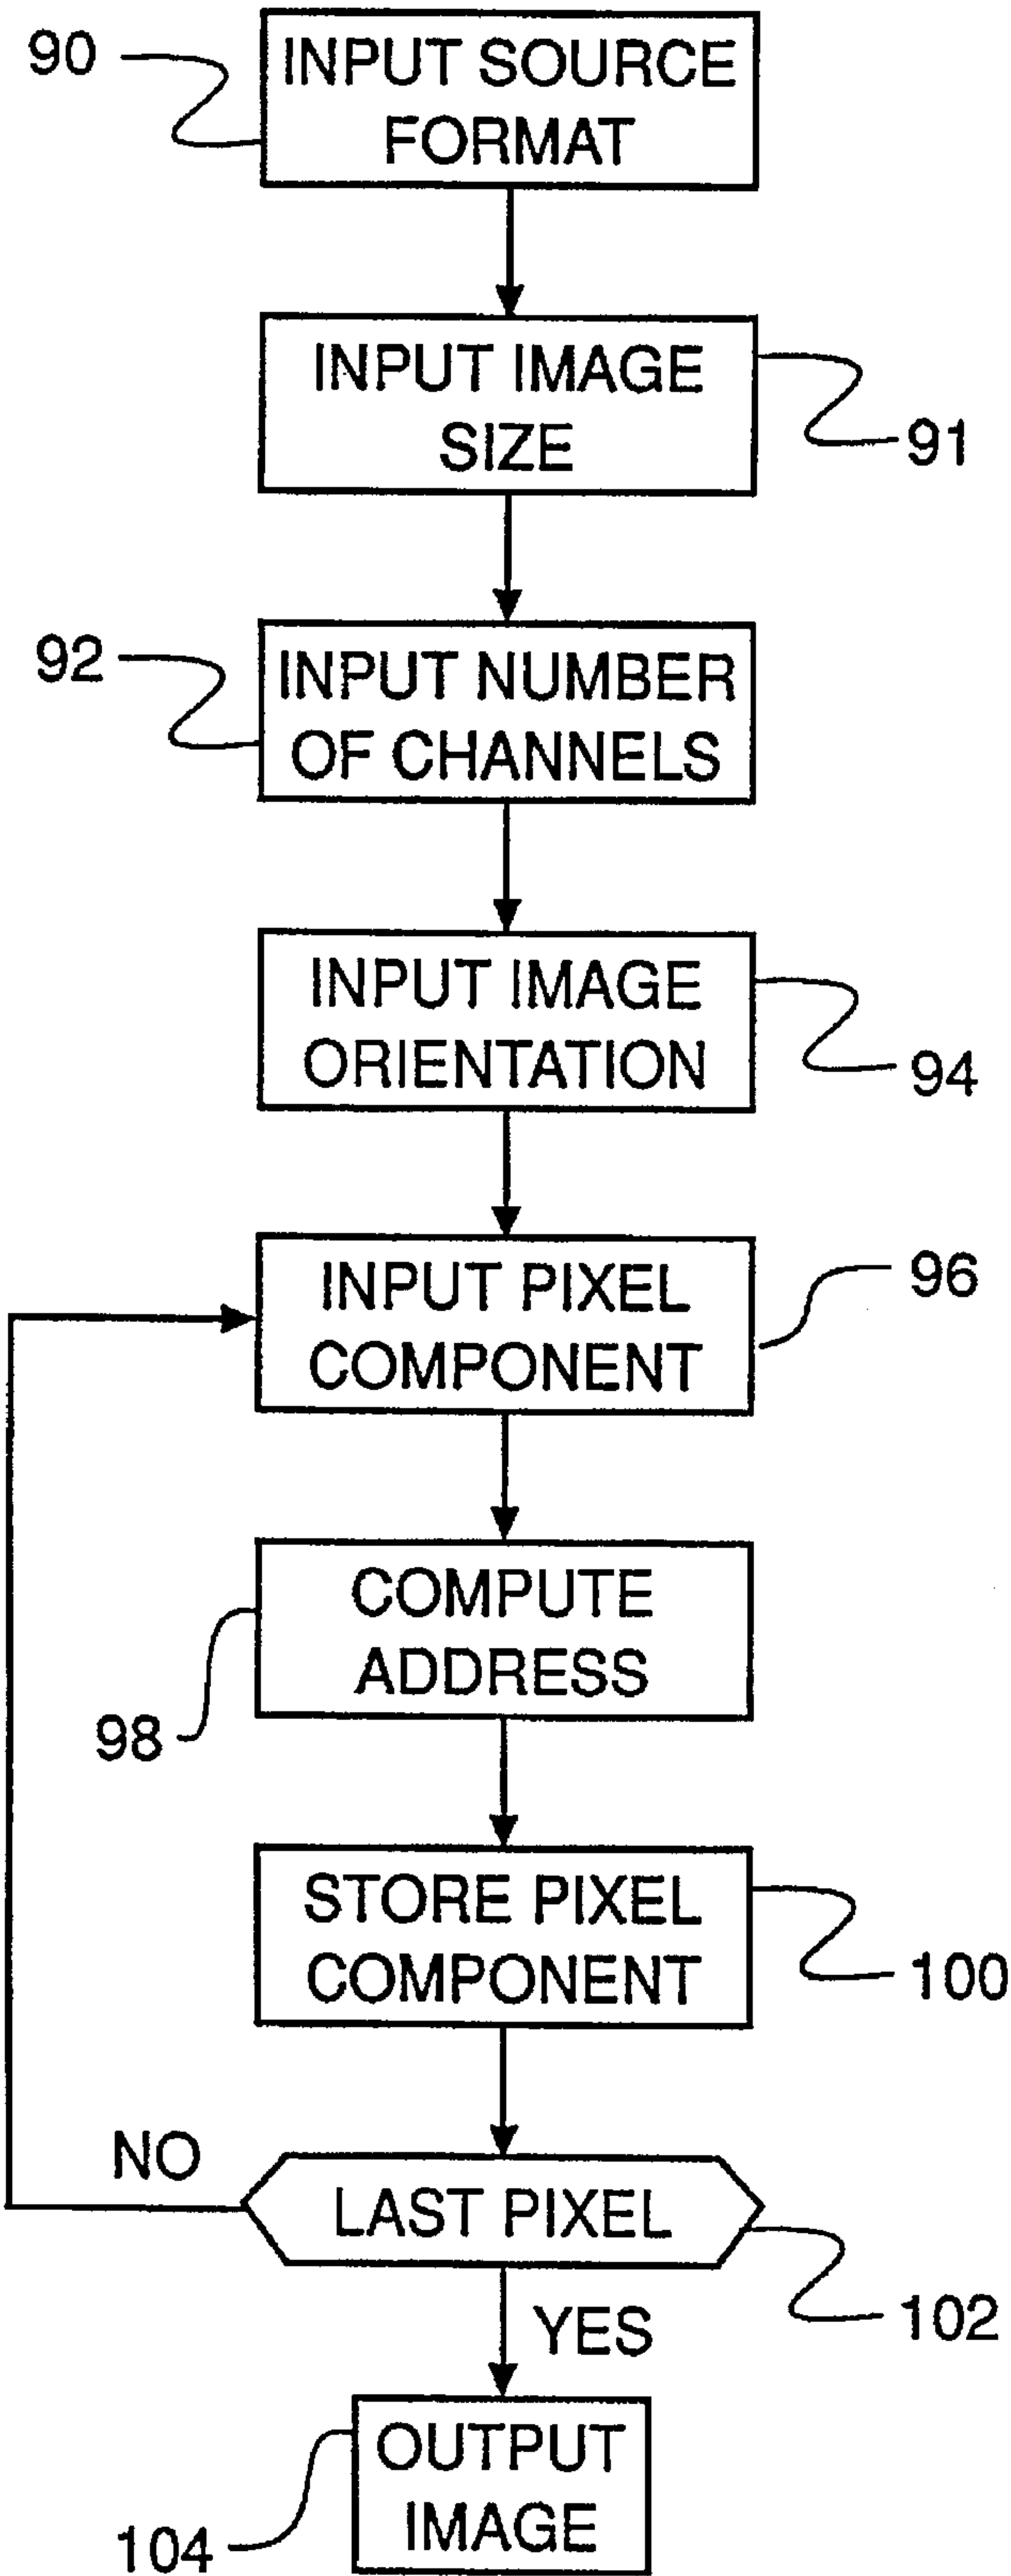 90
INPUT SOURCE
FORMAT
INPUT IMAGE
SIZE
91
92
INPUT NUMBER
OF CHANNELS
INPUT IMAGE
ORIENTATION
94
INPUT PIXEL
COMPONENT
96
COMPUTE
ADDRESS
98
STORE PIXEL
COMPONENT
100
NO
LAST PIXEL
102
YES
OUTPUT
IMAGE
104